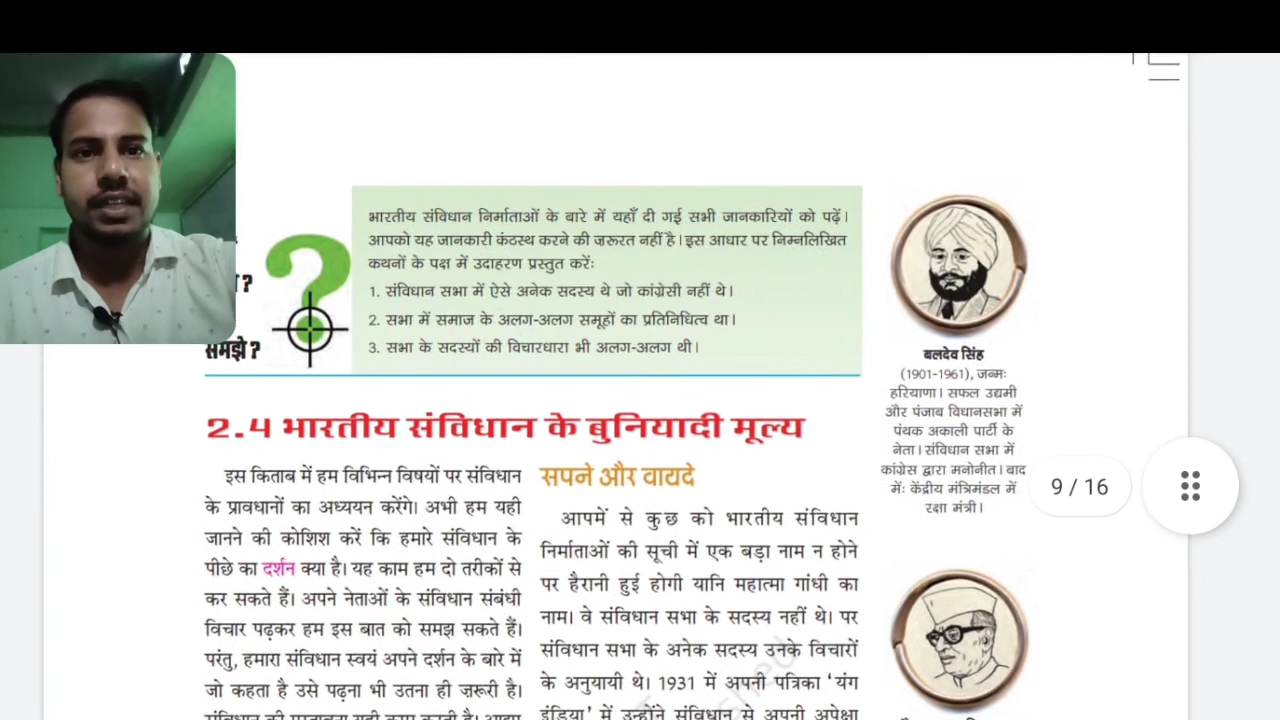 भारतीय संविधान निर्माताओं के बारे में यहाँ दी गई सभी जानकारियों को पढ़ें।
आपको यह जानकारी कंठस्थ करने की ज़रूरत नहीं है। इस आधार पर निम्नलिखित
कथनों के पक्ष में उदाहरण प्रस्तुत करेंः
1. संविधान सभा में ऐसे अनेक सदस्य थे जो कांग्रेसी नहीं थे।
2. सभा में समाज के अलग-अलग समूहों का प्रतिनिधित्व था।
3. सभा के सदस्यों की विचारधारा भी अलग-अलग थी।
समझे ?
2.4 भारतीय संविधान के बुनियादी मूल्य
इस किताब में हम विभिन्न विषयों पर संविधान
के प्रावधानों का अध्ययन करेंगे। अभी हम यही
जानने की कोशिश करें कि हमारे संविधान के
पीछे का दर्शन क्या है। यह काम हम दो तरीकों से
कर सकते हैं। अपने नेताओं के संविधान संबंधी
विचार पढ़कर हम इस बात को समझ सकते हैं।
परंतु, हमारा संविधान स्वयं अपने दर्शन के बारे में
जो कहता है उसे पढ़ना भी उतना ही ज़रूरी है।
सपने और वायदे
आपमें से कुछ को भारतीय संविधान
निर्माताओं की सूची में एक बड़ा नाम न होने
पर हैरानी हुई होगी यानि महात्मा गांधी का
नाम। वे संविधान सभा के सदस्य नहीं थे। पर
संविधान सभा के अनेक सदस्य उनके विचारों
के अनुयायी थे। 1931 में अपनी पत्रिका ‘यंग
इंडिया’ में उन्होंने संविधान से अपनी अपेक्षा
बलदेव सिंह
(1901-1961), जन्मः
हरियाणा। सफल उद्यमी
और पंजाब विधानसभा में
पंथक अकाली पार्टी के
नेता। संविधान सभा में
कांग्रेस द्वारा मनोनीत। बाद
मेंः केंद्रीय मंत्रिमंडल में
रक्षा मंत्री।
9 / 16